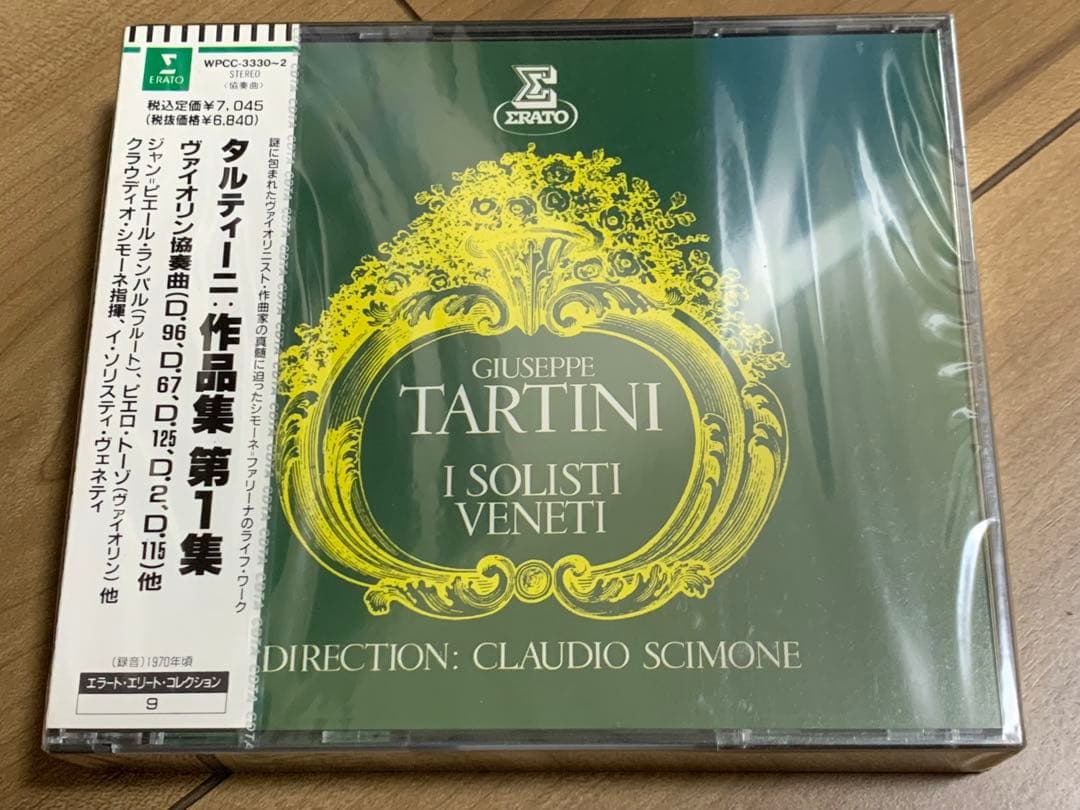 ERATO
WPCC-3330~2
STEREO
〈協奏曲〉
税込定価¥7,045
(税抜価格¥6,840)
謎に包まれたヴァイオリニスト・作曲家の真髄に迫ったシモーネ=ファリーナのライフ・ワーク
タルティーニ:作品集 第1集
ヴァイオリン協奏曲(D.96、D.67、D.125、D.2、D.115)他
ジャン=ピエール・ランパル(フルート)、ピエロ・トーゾ(ヴァイオリン)他
クラウディオ・シモーネ指揮、イ・ソリスティ・ヴェネティ
(録音)1970年頃
エラート・エリート・コレクション
9
ERATO
GIUSEPPE
TARTINI
I SOLISTI
VENETI
DIRECTION: CLAUDIO SCIMONE